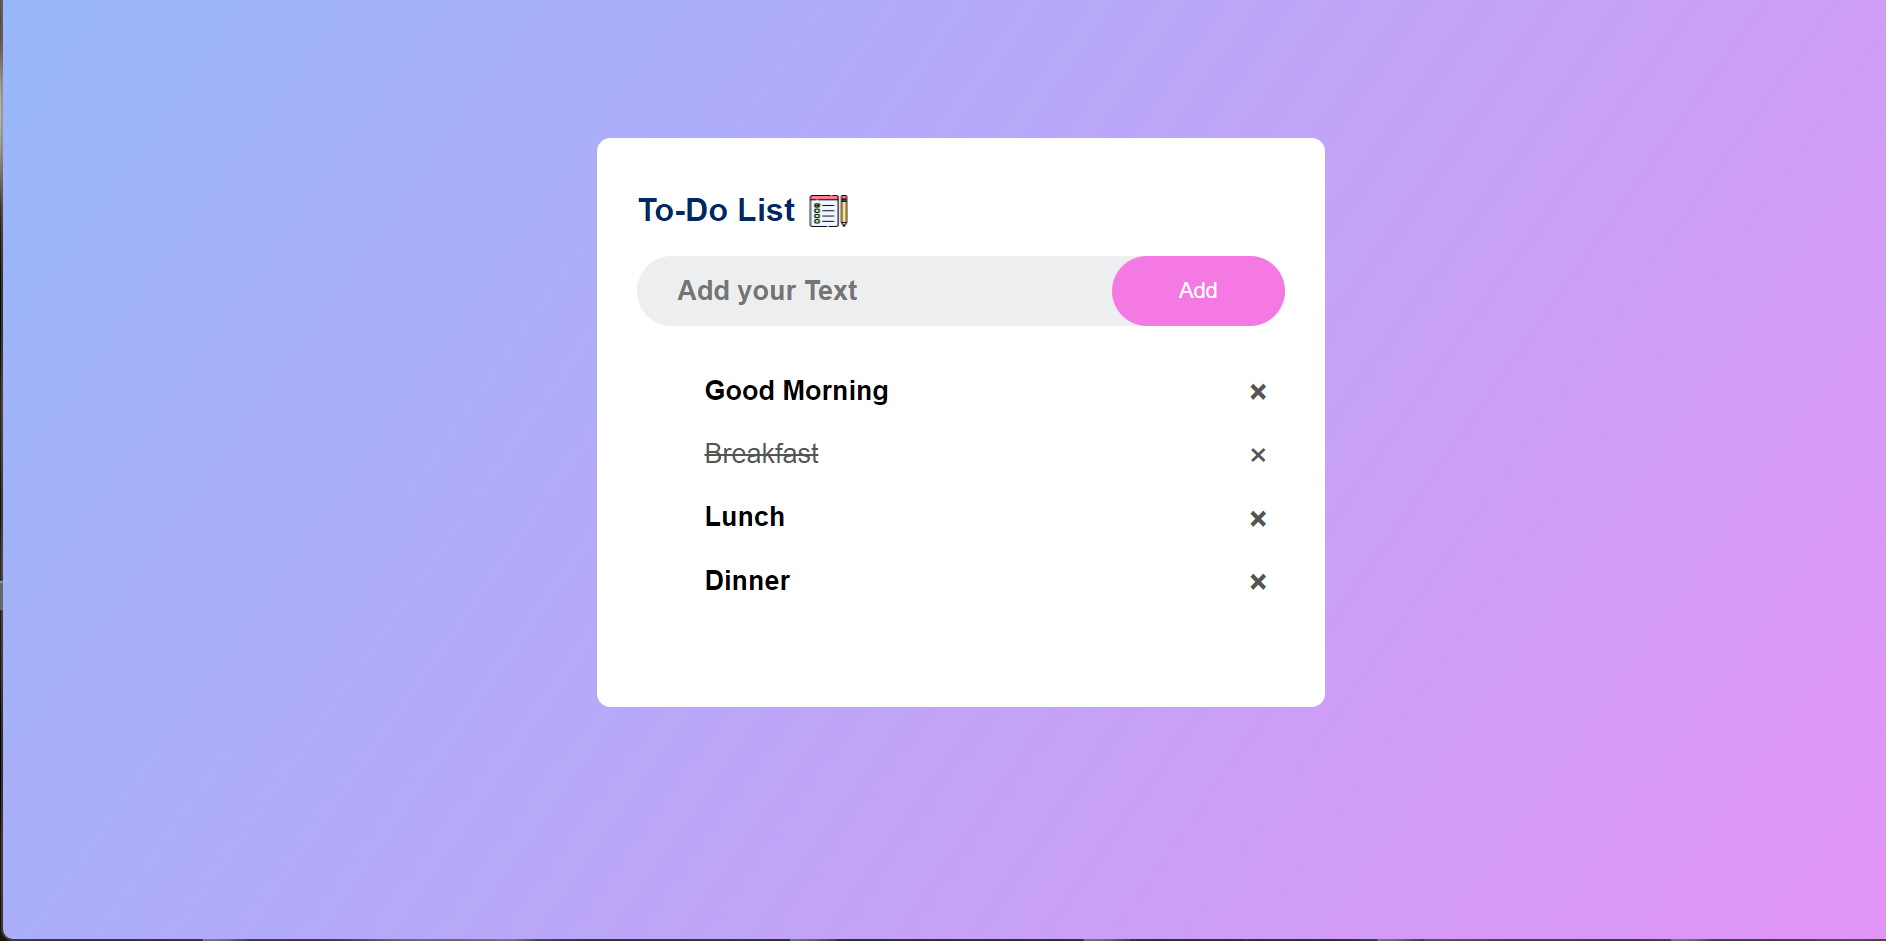 To-Do List
Add your Text
Add
Good Morning ×
Breakfast ×
Lunch ×
Dinner ×